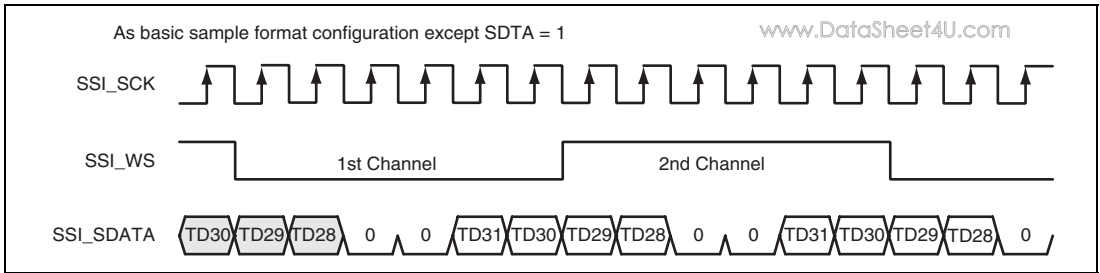 As basic sample format configuration except SDTA = 1
www.DataSheet4U.com
SSI_SCK
SSI_WS 1st Channel 2nd Channel
SSI_SDATA TD30 TD29 TD28 0 0 TD31 TD30 TD29 TD28 0 0 TD31 TD30 TD29 TD28 0